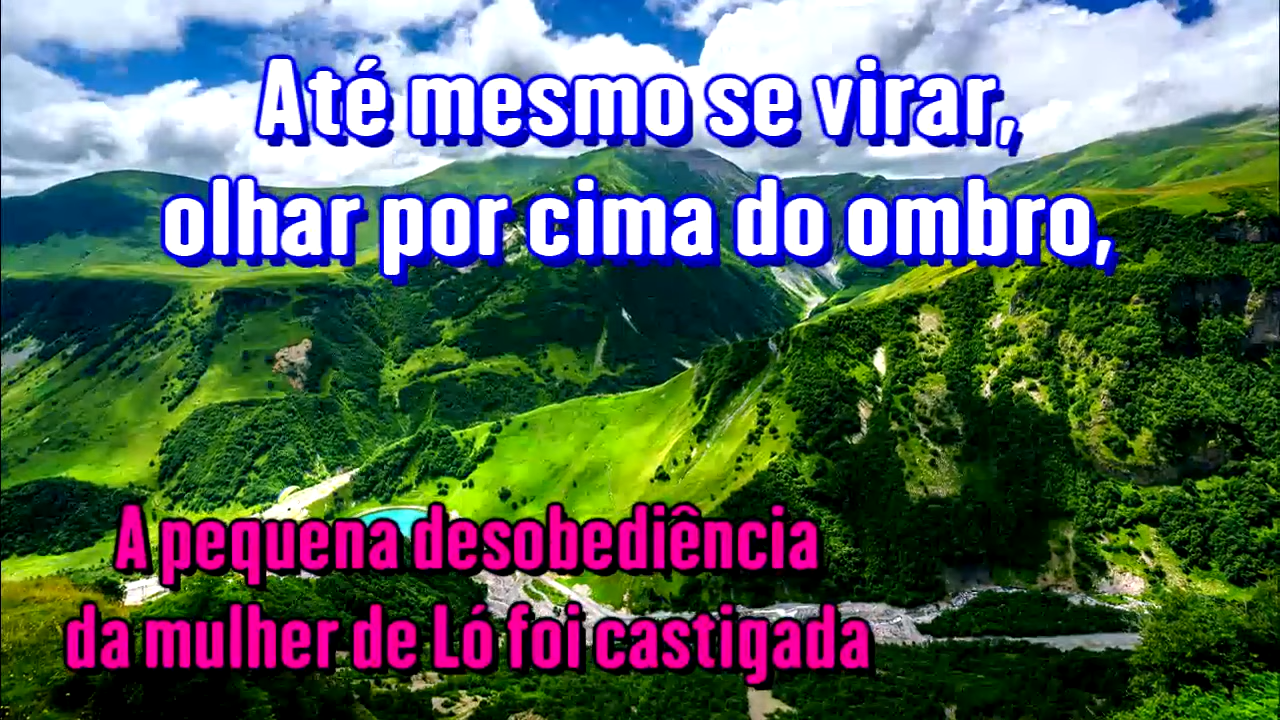 Até mesmo se virar,
olhar por cima do ombro,
A pequena desobediência
da mulher de Ló foi castigada